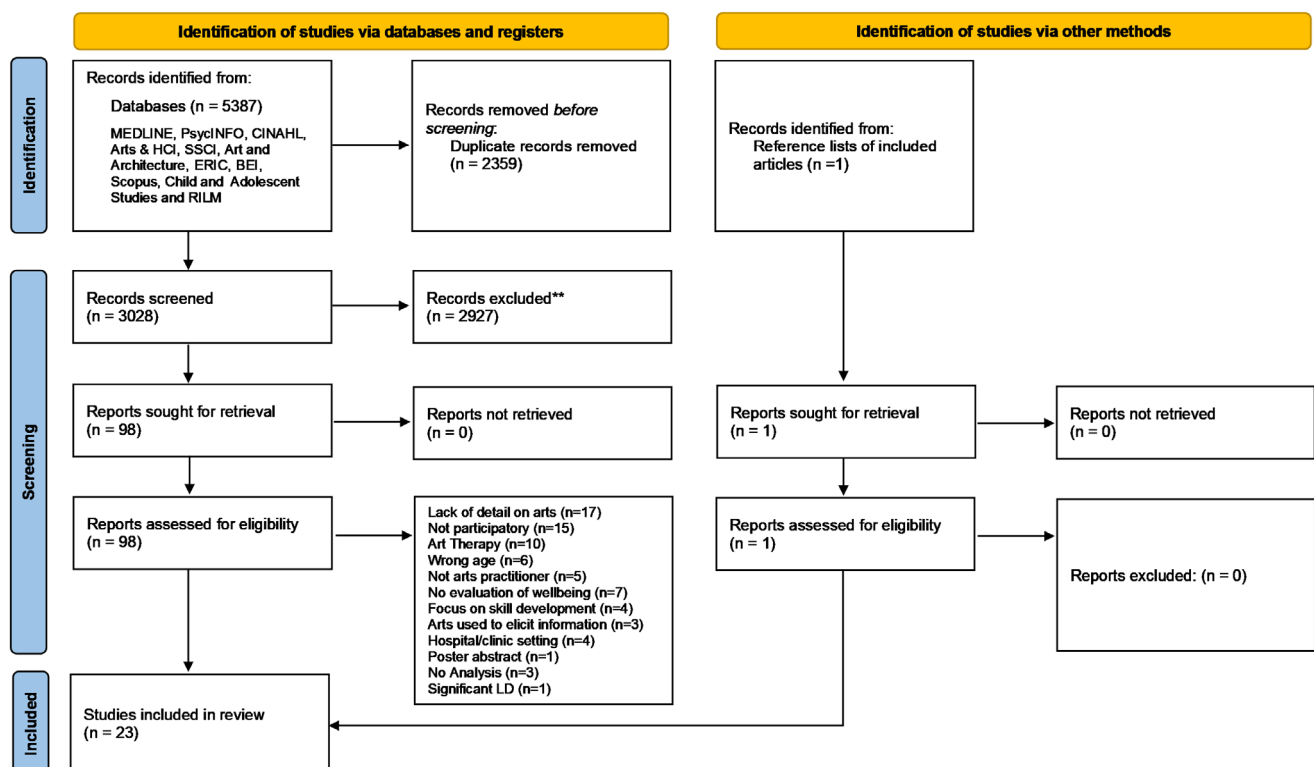 Identification of studies via databases and registers
Identification of studies via other methods
Identification
Records identified from:
Databases (n = 5387)
MEDLINE, PsycINFO, CINAHL,
Arts & HCI, SSCI, Art and
Architecture, ERIC, BEI,
Scopus, Child and Adolescent
Studies and RILM
Records removed before
screening:
Duplicate records removed
(n = 2359)
Records identified from:
Reference lists of included
articles (n =1)
Screening
Records screened
(n = 3028)
Records excluded**
(n = 2927)
Reports sought for retrieval
(n = 98)
Reports not retrieved
(n = 0)
Reports sought for retrieval
(n = 1)
Reports not retrieved
(n = 0)
Reports assessed for eligibility
(n = 98)
Lack of detail on arts (n=17)
Not participatory (n=15)
Art Therapy (n=10)
Wrong age (n=6)
Not arts practitioner (n=5)
No evaluation of wellbeing (n=7)
Focus on skill development (n=4)
Arts used to elicit information (n=3)
Hospital/clinic setting (n=4)
Poster abstract (n=1)
No Analysis (n=3)
Significant LD (n=1)
Reports assessed for eligibility
(n = 1)
Reports excluded: (n = 0)
Included
Studies included in review
(n = 23)